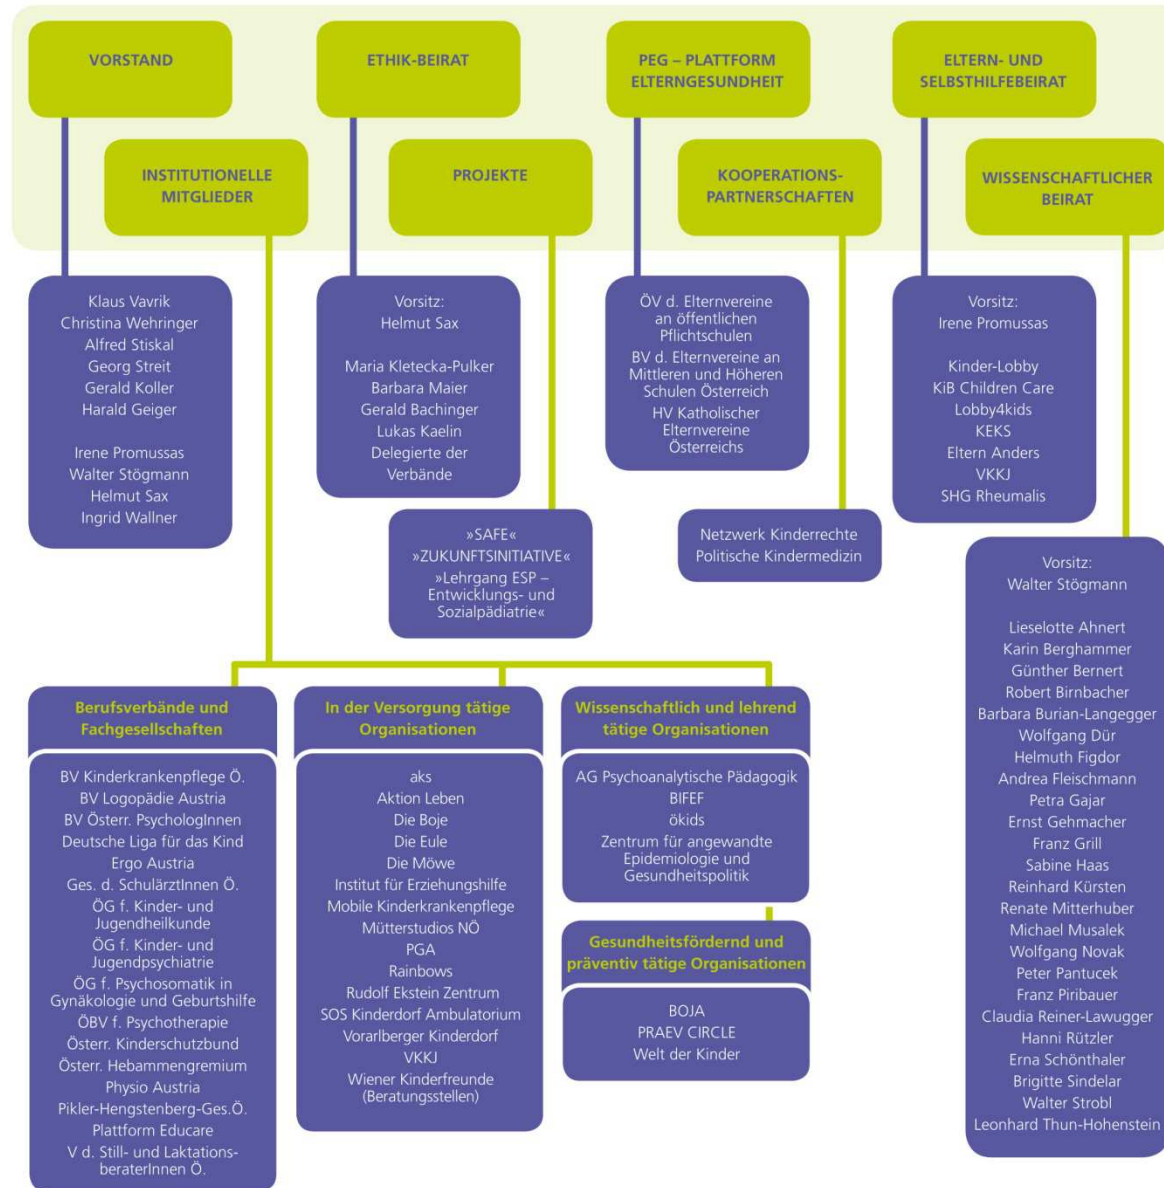 VORSTAND
ETHIK-BEIRAT
PEG – PLATTFORM
ELTERNGESUNDHEIT
ELTERN- UND
SELBSTHILFEBEIRAT
INSTITUTIONELLE
MITGLIEDER
PROJEKTE
KOOPERATIONS-
PARTNERSCHAFTEN
WISSENSCHAFTLICHER
BEIRAT
Klaus Vavrik
Christina Wehringer
Alfred Stiskal
Georg Streit
Gerald Koller
Harald Geiger
Irene Promussas
Walter Stögmann
Helmut Sax
Ingrid Wallner
Vorsitz:
Helmut Sax
Maria Kletecka-Pulker
Barbara Maier
Gerald Bachinger
Lukas Kaelin
Delegierte der
Verbände
ÖV d. Elternvereine
an öffentlichen
Pflichtschulen
BV d. Elternvereine an
Mittleren und Höheren
Schulen Österreich
HV Katholischer
Elternvereine
Österreichs
Vorsitz:
Irene Promussas
Kinder-Lobby
KiB Children Care
Lobby4kids
KEKS
Eltern Anders
VKKJ
SHG Rheumalis
»SAFE«
»ZUKUNFTSINITIATIVE«
»Lehrgang ESP –
Entwicklungs- und
Sozialpädiatrie«
Netzwerk Kinderrechte
Politische Kindermedizin
Vorsitz:
Walter Stögmann
Lieselotte Ahnert
Karin Berghammer
Günther Bernert
Robert Birnbacher
Barbara Burian-Langegger
Wolfgang Dür
Helmuth Figdor
Andrea Fleischmann
Petra Gajar
Ernst Gehmacher
Franz Grill
Sabine Haas
Reinhard Kürsten
Renate Mitterhuber
Michael Musalek
Wolfgang Novak
Peter Pantucek
Franz Piribauer
Claudia Reiner-Lawugger
Hanni Rützler
Erna Schönthaler
Brigitte Sindelar
Walter Strobl
Leonhard Thun-Hohenstein
Berufsverbände und
Fachgesellschaften
BV Kinderkrankenpflege Ö.
BV Logopädie Austria
BV Österr. PsychologInnen
Deutsche Liga für das Kind
Ergo Austria
Ges. d. SchulärztInnen Ö.
ÖG f. Kinder- und
Jugendheilkunde
ÖG f. Kinder- und
Jugendpsychiatrie
ÖG f. Psychosomatik in
Gynäkologie und Geburtshilfe
ÖBV f. Psychotherapie
Österr. Kinderschutzbund
Österr. Hebammengremium
Physio Austria
Pikler-Hengstenberg-Ges.Ö.
Plattform Educare
V d. Still- und Laktations-
beraterInnen Ö.
In der Versorgung tätige
Organisationen
aks
Aktion Leben
Die Boje
Die Eule
Die Möwe
Institut für Erziehungshilfe
Mobile Kinderkrankenpflege
Mütterstudios NÖ
PGA
Rainbows
Rudolf Ekstein Zentrum
SOS Kinderdorf Ambulatorium
Vorarlberger Kinderdorf
VKKJ
Wiener Kinderfreunde
(Beratungsstellen)
Wissenschaftlich und lehrend
tätige Organisationen
AG Psychoanalytische Pädagogik
BIFEF
ökids
Zentrum für angewandte
Epidemiologie und
Gesundheitspolitik
Gesundheitsfördernd und
präventiv tätige Organisationen
BOJA
PRAEV CIRCLE
Welt der Kinder